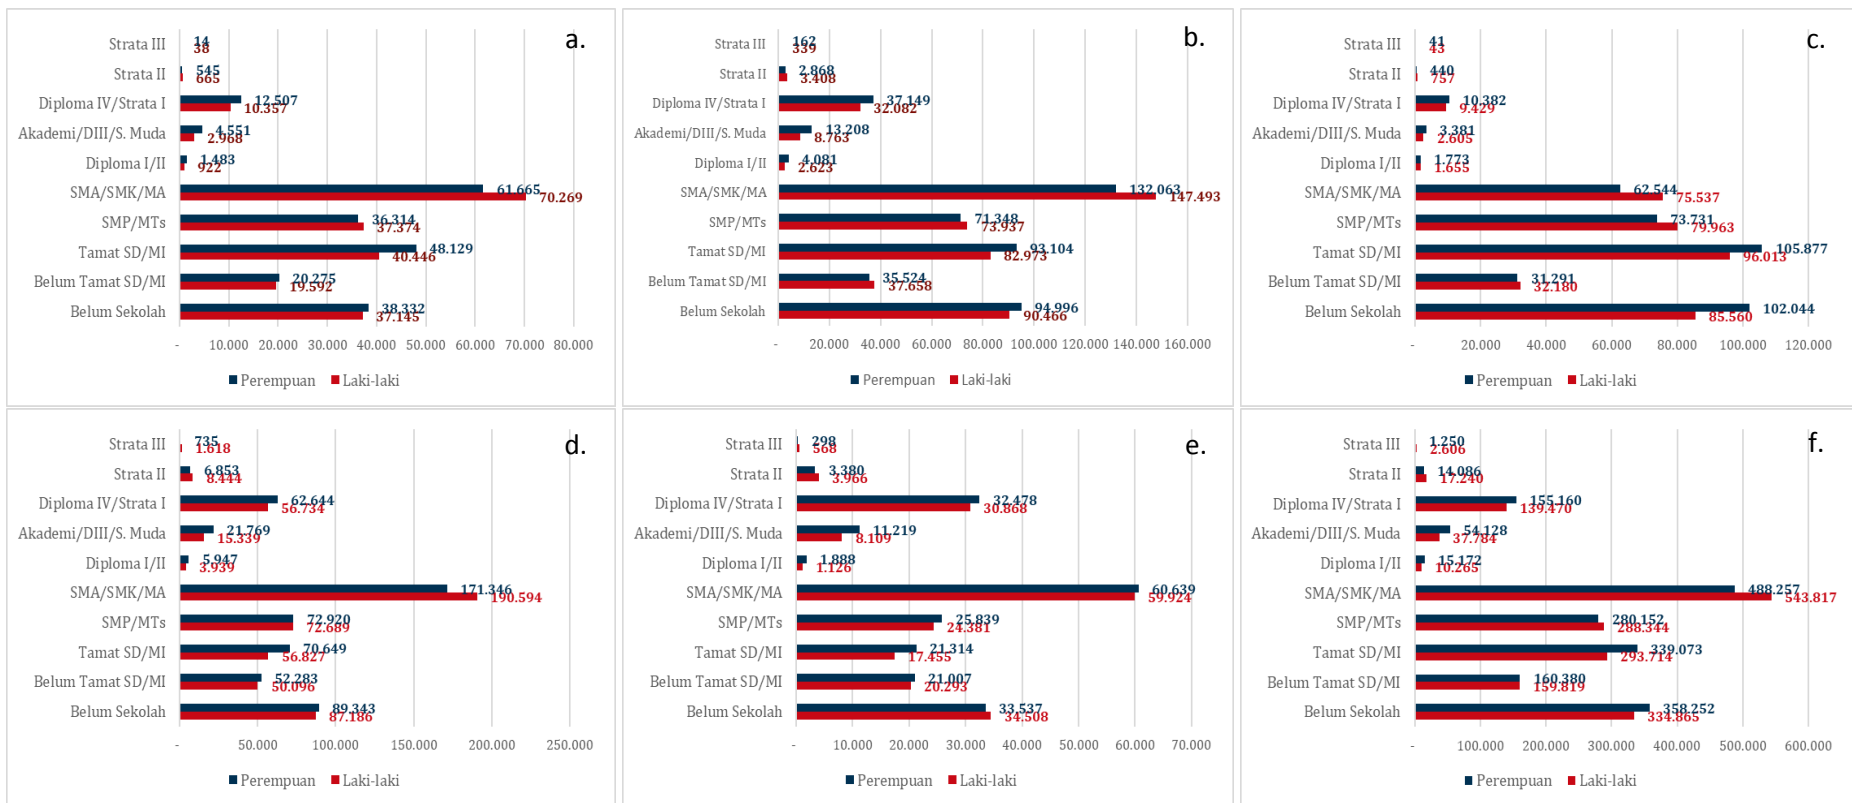 a.
Strata III 14 38
Strata II 545 665
Diploma IV/Strata I 12.507 10.357
Akademi/DIII/S. Muda 4.551 2.968
Diploma I/II 1.483 922
SMA/SMK/MA 61.665 70.269
SMP/MTs 36.314 37.374
Tamat SD/MI 48.129 40.446
Belum Tamat SD/MI 20.275 19.592
Belum Sekolah 38.332 37.145
- 10.000 20.000 30.000 40.000 50.000 60.000 70.000 80.000
Perempuan Laki-laki
b.
Strata III 162 339
Strata II 2.868 3.408
Diploma IV/Strata I 37.149 32.082
Akademi/DIII/S. Muda 13.208 8.763
Diploma I/II 4.081 2.623
SMA/SMK/MA 132.063 147.493
SMP/MTs 71.348 73.937
Tamat SD/MI 93.104 82.973
Belum Tamat SD/MI 35.524 37.658
Belum Sekolah 94.996 90.466
- 20.000 40.000 60.000 80.000 100.000 120.000 140.000 160.000
Perempuan Laki-laki
c.
Strata III 41 43
Strata II 440 757
Diploma IV/Strata I 10.382 9.429
Akademi/DIII/S. Muda 3.381 2.605
Diploma I/II 1.773 1.655
SMA/SMK/MA 62.544 75.537
SMP/MTs 73.731 79.963
Tamat SD/MI 105.877 96.013
Belum Tamat SD/MI 31.291 32.180
Belum Sekolah 102.044 85.560
- 20.000 40.000 60.000 80.000 100.000 120.000
Perempuan Laki-laki
d.
Strata III 735 1.618
Strata II 6.853 8.444
Diploma IV/Strata I 62.644 56.734
Akademi/DIII/S. Muda 21.769 15.339
Diploma I/II 5.947 3.939
SMA/SMK/MA 171.346 190.594
SMP/MTs 72.920 72.689
Tamat SD/MI 70.649 56.827
Belum Tamat SD/MI 52.283 50.096
Belum Sekolah 89.343 87.186
- 50.000 100.000 150.000 200.000 250.000
Perempuan Laki-laki
e.
Strata III 298 568
Strata II 3.380 3.966
Diploma IV/Strata I 32.478 30.868
Akademi/DIII/S. Muda 11.219 8.109
Diploma I/II 1.888 1.126
SMA/SMK/MA 60.639 59.924
SMP/MTs 25.839 24.381
Tamat SD/MI 21.314 17.455
Belum Tamat SD/MI 21.007 20.293
Belum Sekolah 33.537 34.508
- 10.000 20.000 30.000 40.000 50.000 60.000 70.000
Perempuan Laki-laki
f.
Strata III 1.250 2.606
Strata II 14.086 17.240
Diploma IV/Strata I 155.160 139.470
Akademi/DIII/S. Muda 54.128 37.784
Diploma I/II 15.172 10.265
SMA/SMK/MA 488.257 543.817
SMP/MTs 280.152 288.344
Tamat SD/MI 339.073 293.714
Belum Tamat SD/MI 160.380 159.819
Belum Sekolah 358.252 334.865
- 100.000 200.000 300.000 400.000 500.000 600.000
Perempuan Laki-laki